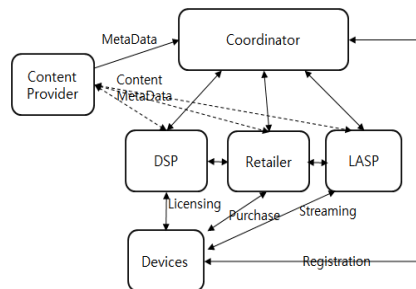 MetaData
Coordinator
Content
Provider
Content
MetaData
DSP
Retailer
LASP
Licensing
Purchase
Streaming
Devices
Registration